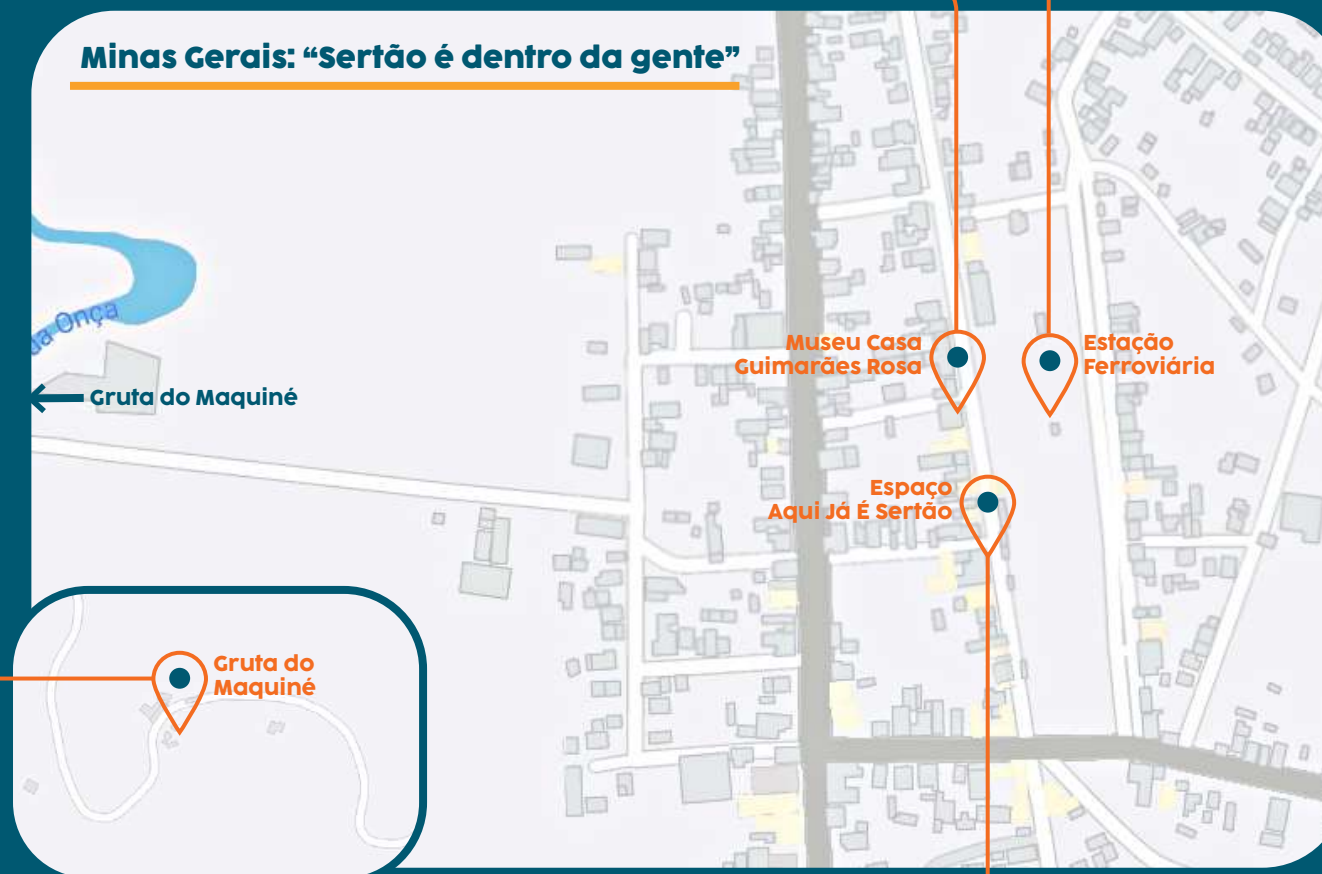 Minas Gerais: “Sertão é dentro da gente”
da Onça
Gruta do Maquiné
Museu Casa
Guimarães Rosa
Estação
Ferroviária
Espaço
Aqui Já É Sertão
Gruta do
Maquiné